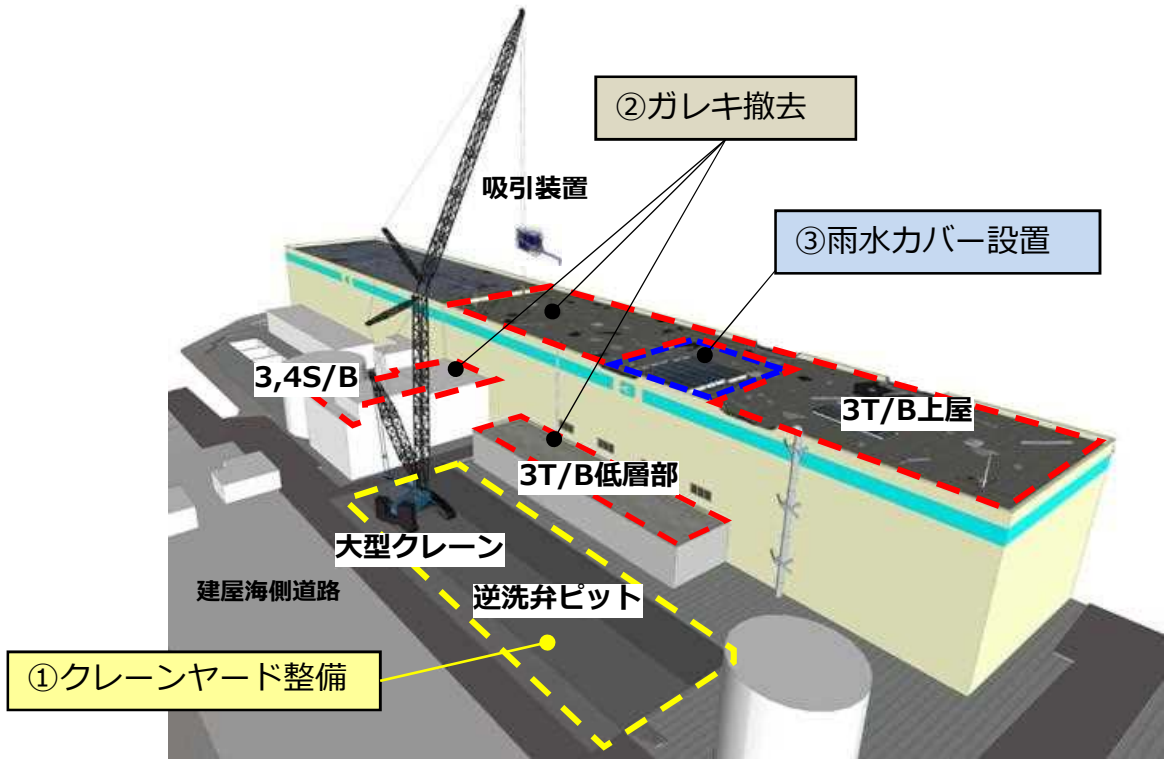 ②ガレキ撤去
吸引装置
③雨水カバー設置
3,4S/B
3
3T/B上屋
3T/B低層部
大型クレーン
建屋海側道路
逆洗弁ピット
①クレーンヤード整備